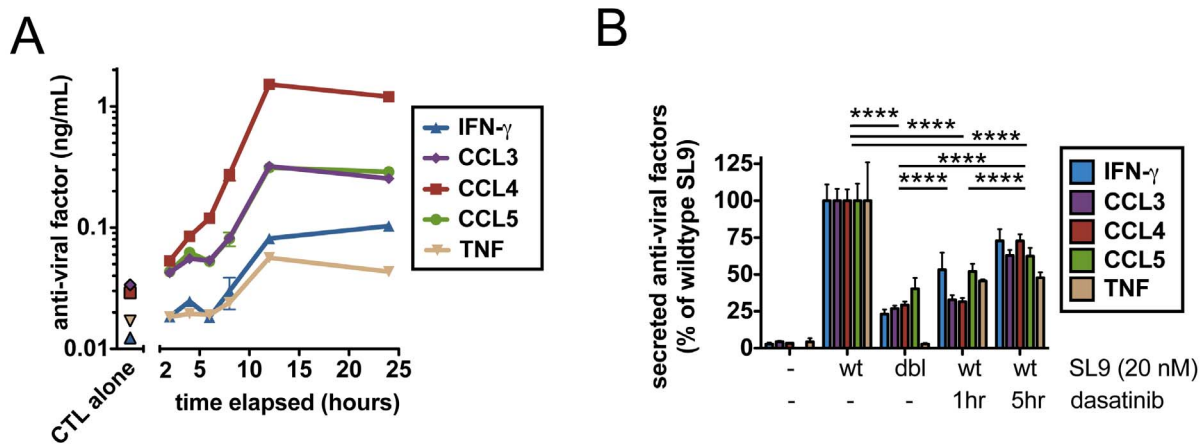 A
anti-viral factor (ng/mL)
1
0.1
0.01
CTL alone
2 5 10 15 20 25
time elapsed (hours)
IFN-γ
CCL3
CCL4
CCL5
TNF
B
secreted anti-viral factors
(% of wildtype SL9)
125
100
75
50
25
0
****
****
****
****
**** ****
- wt dbl wt wt SL9 (20 nM)
- - - 1hr 5hr dasatinib
IFN-γ
CCL3
CCL4
CCL5
TNF